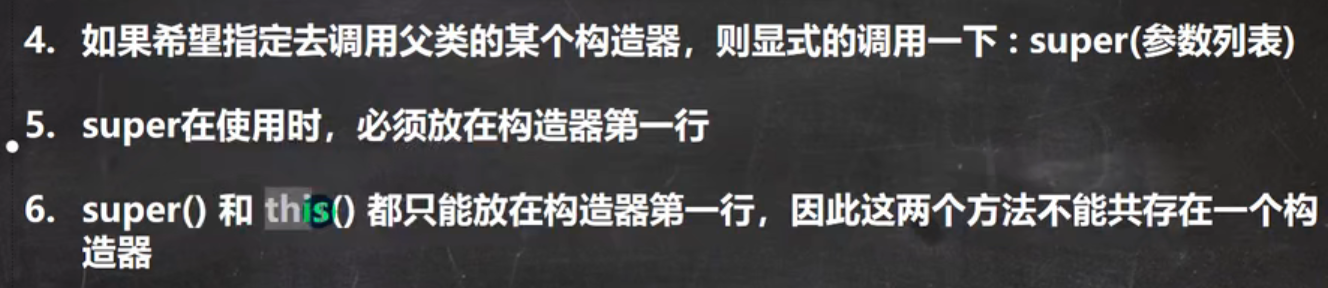 4. 如果希望指定去调用父类的某个构造器，则显式的调用一下 : super(参数列表)
5. super在使用时，必须放在构造器第一行
6. super() 和 this() 都只能放在构造器第一行，因此这两个方法不能共存在一个构
造器